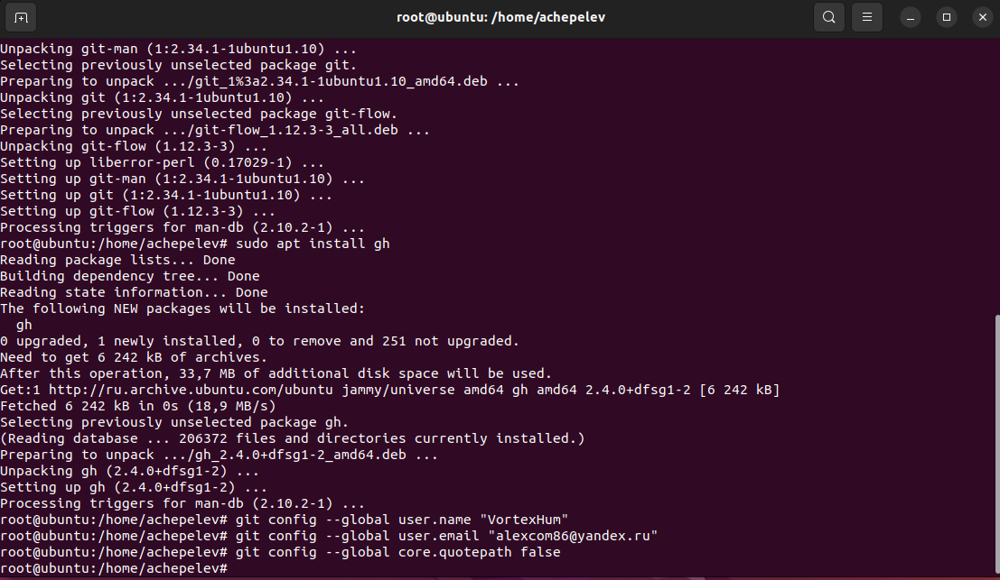 root@ubuntu: /home/achepelev
Unpacking git-man (1:2.34.1-1ubuntu1.10) ...
Selecting previously unselected package git.
Preparing to unpack .../git_1%3a2.34.1-1ubuntu1.10_amd64.deb ...
Unpacking git (1:2.34.1-1ubuntu1.10) ...
Selecting previously unselected package git-flow.
Preparing to unpack .../git-flow_1.12.3-3_all.deb ...
Unpacking git-flow (1.12.3-3) ...
Setting up liberror-perl (0.17029-1) ...
Setting up git-man (1:2.34.1-1ubuntu1.10) ...
Setting up git (1:2.34.1-1ubuntu1.10) ...
Setting up git-flow (1.12.3-3) ...
Processing triggers for man-db (2.10.2-1) ...
root@ubuntu:/home/achepelev# sudo apt install gh
Reading package lists... Done
Building dependency tree... Done
Reading state information... Done
The following NEW packages will be installed:
  gh
0 upgraded, 1 newly installed, 0 to remove and 251 not upgraded.
Need to get 6 242 kB of archives.
After this operation, 33,7 MB of additional disk space will be used.
Get:1 http://ru.archive.ubuntu.com/ubuntu jammy/universe amd64 gh amd64 2.4.0+dfsg1-2 [6 242 kB]
Fetched 6 242 kB in 0s (18,9 MB/s)
Selecting previously unselected package gh.
(Reading database ... 206372 files and directories currently installed.)
Preparing to unpack .../gh_2.4.0+dfsg1-2_amd64.deb ...
Unpacking gh (2.4.0+dfsg1-2) ...
Setting up gh (2.4.0+dfsg1-2) ...
Processing triggers for man-db (2.10.2-1) ...
root@ubuntu:/home/achepelev# git config --global user.name "VortexHum"
root@ubuntu:/home/achepelev# git config --global user.email "alexcom86@yandex.ru"
root@ubuntu:/home/achepelev# git config --global core.quotepath false
root@ubuntu:/home/achepelev#